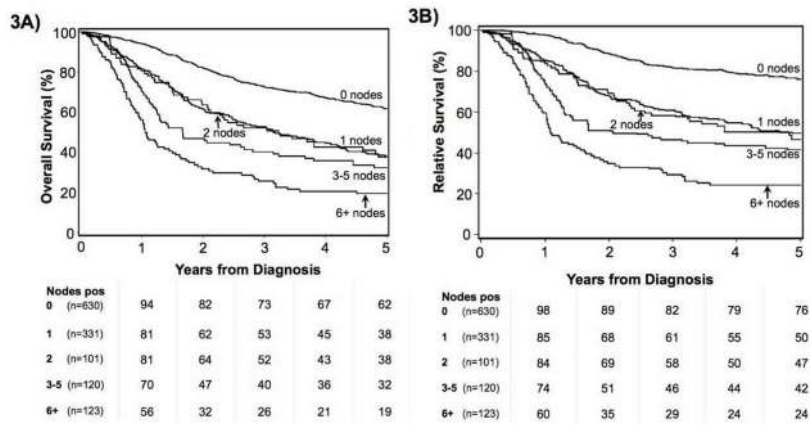 3A)
100
80
60
40
20
0
Overall Survival (%)
0 nodes
2 nodes
1 nodes
3-5 nodes
6+ nodes
0 1 2 3 4 5
Years from Diagnosis
Nodes pos
0 (n=630) 94 82 73 67 62
1 (n=331) 81 62 53 45 38
2 (n=101) 81 64 52 43 38
3-5 (n=120) 70 47 40 36 32
6+ (n=123) 56 32 26 21 19
3B)
100
80
60
40
20
0
Relative Survival (%)
0 nodes
1 nodes
2 nodes
3-5 nodes
6+ nodes
0 1 2 3 4 5
Years from Diagnosis
Nodes pos
0 (n=630) 98 89 82 79 76
1 (n=331) 85 68 61 55 50
2 (n=101) 84 69 58 50 47
3-5 (n=120) 74 51 46 44 42
6+ (n=123) 60 35 29 24 24